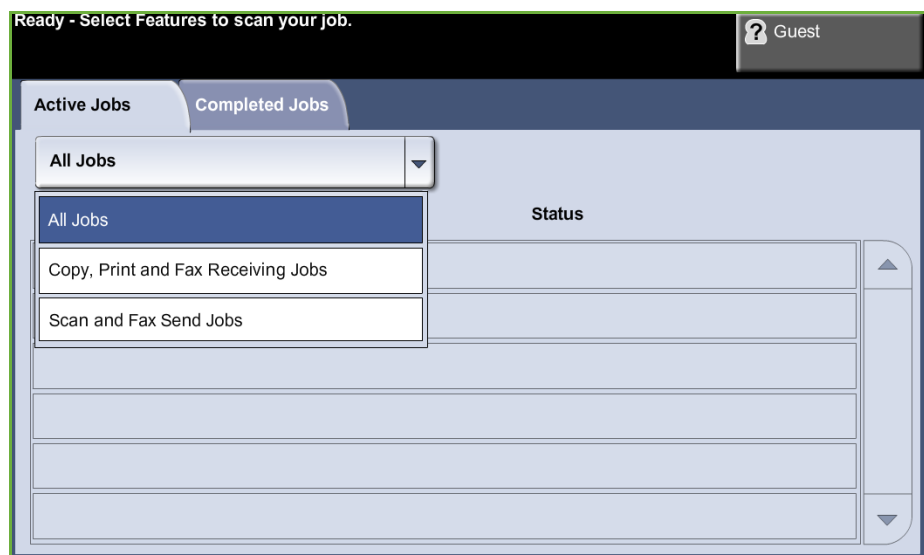 Ready - Select Features to scan your job.
? Guest
Active Jobs
Completed Jobs
All Jobs
All Jobs
Status
Copy, Print and Fax Receiving Jobs
Scan and Fax Send Jobs